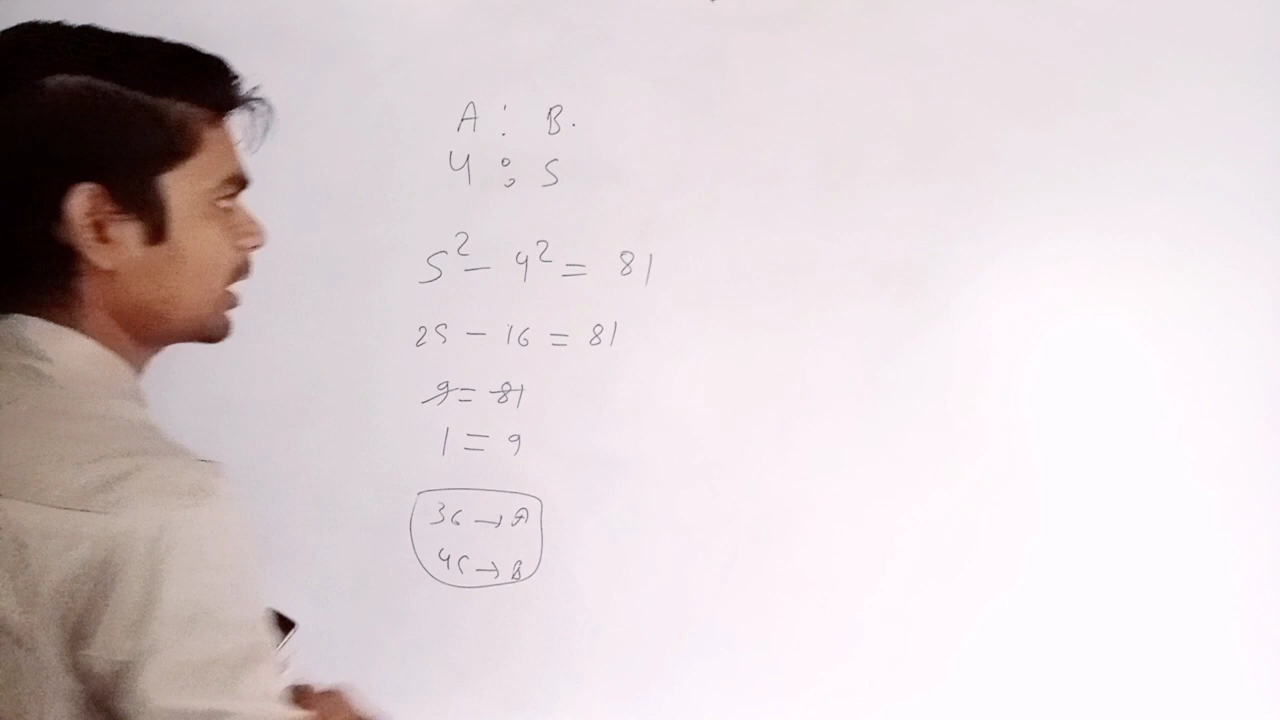 A : B.
4 : 5
5² - 4² = 81
25 - 16 = 81
9 = 81
1 = 9
36 → A
45 → B